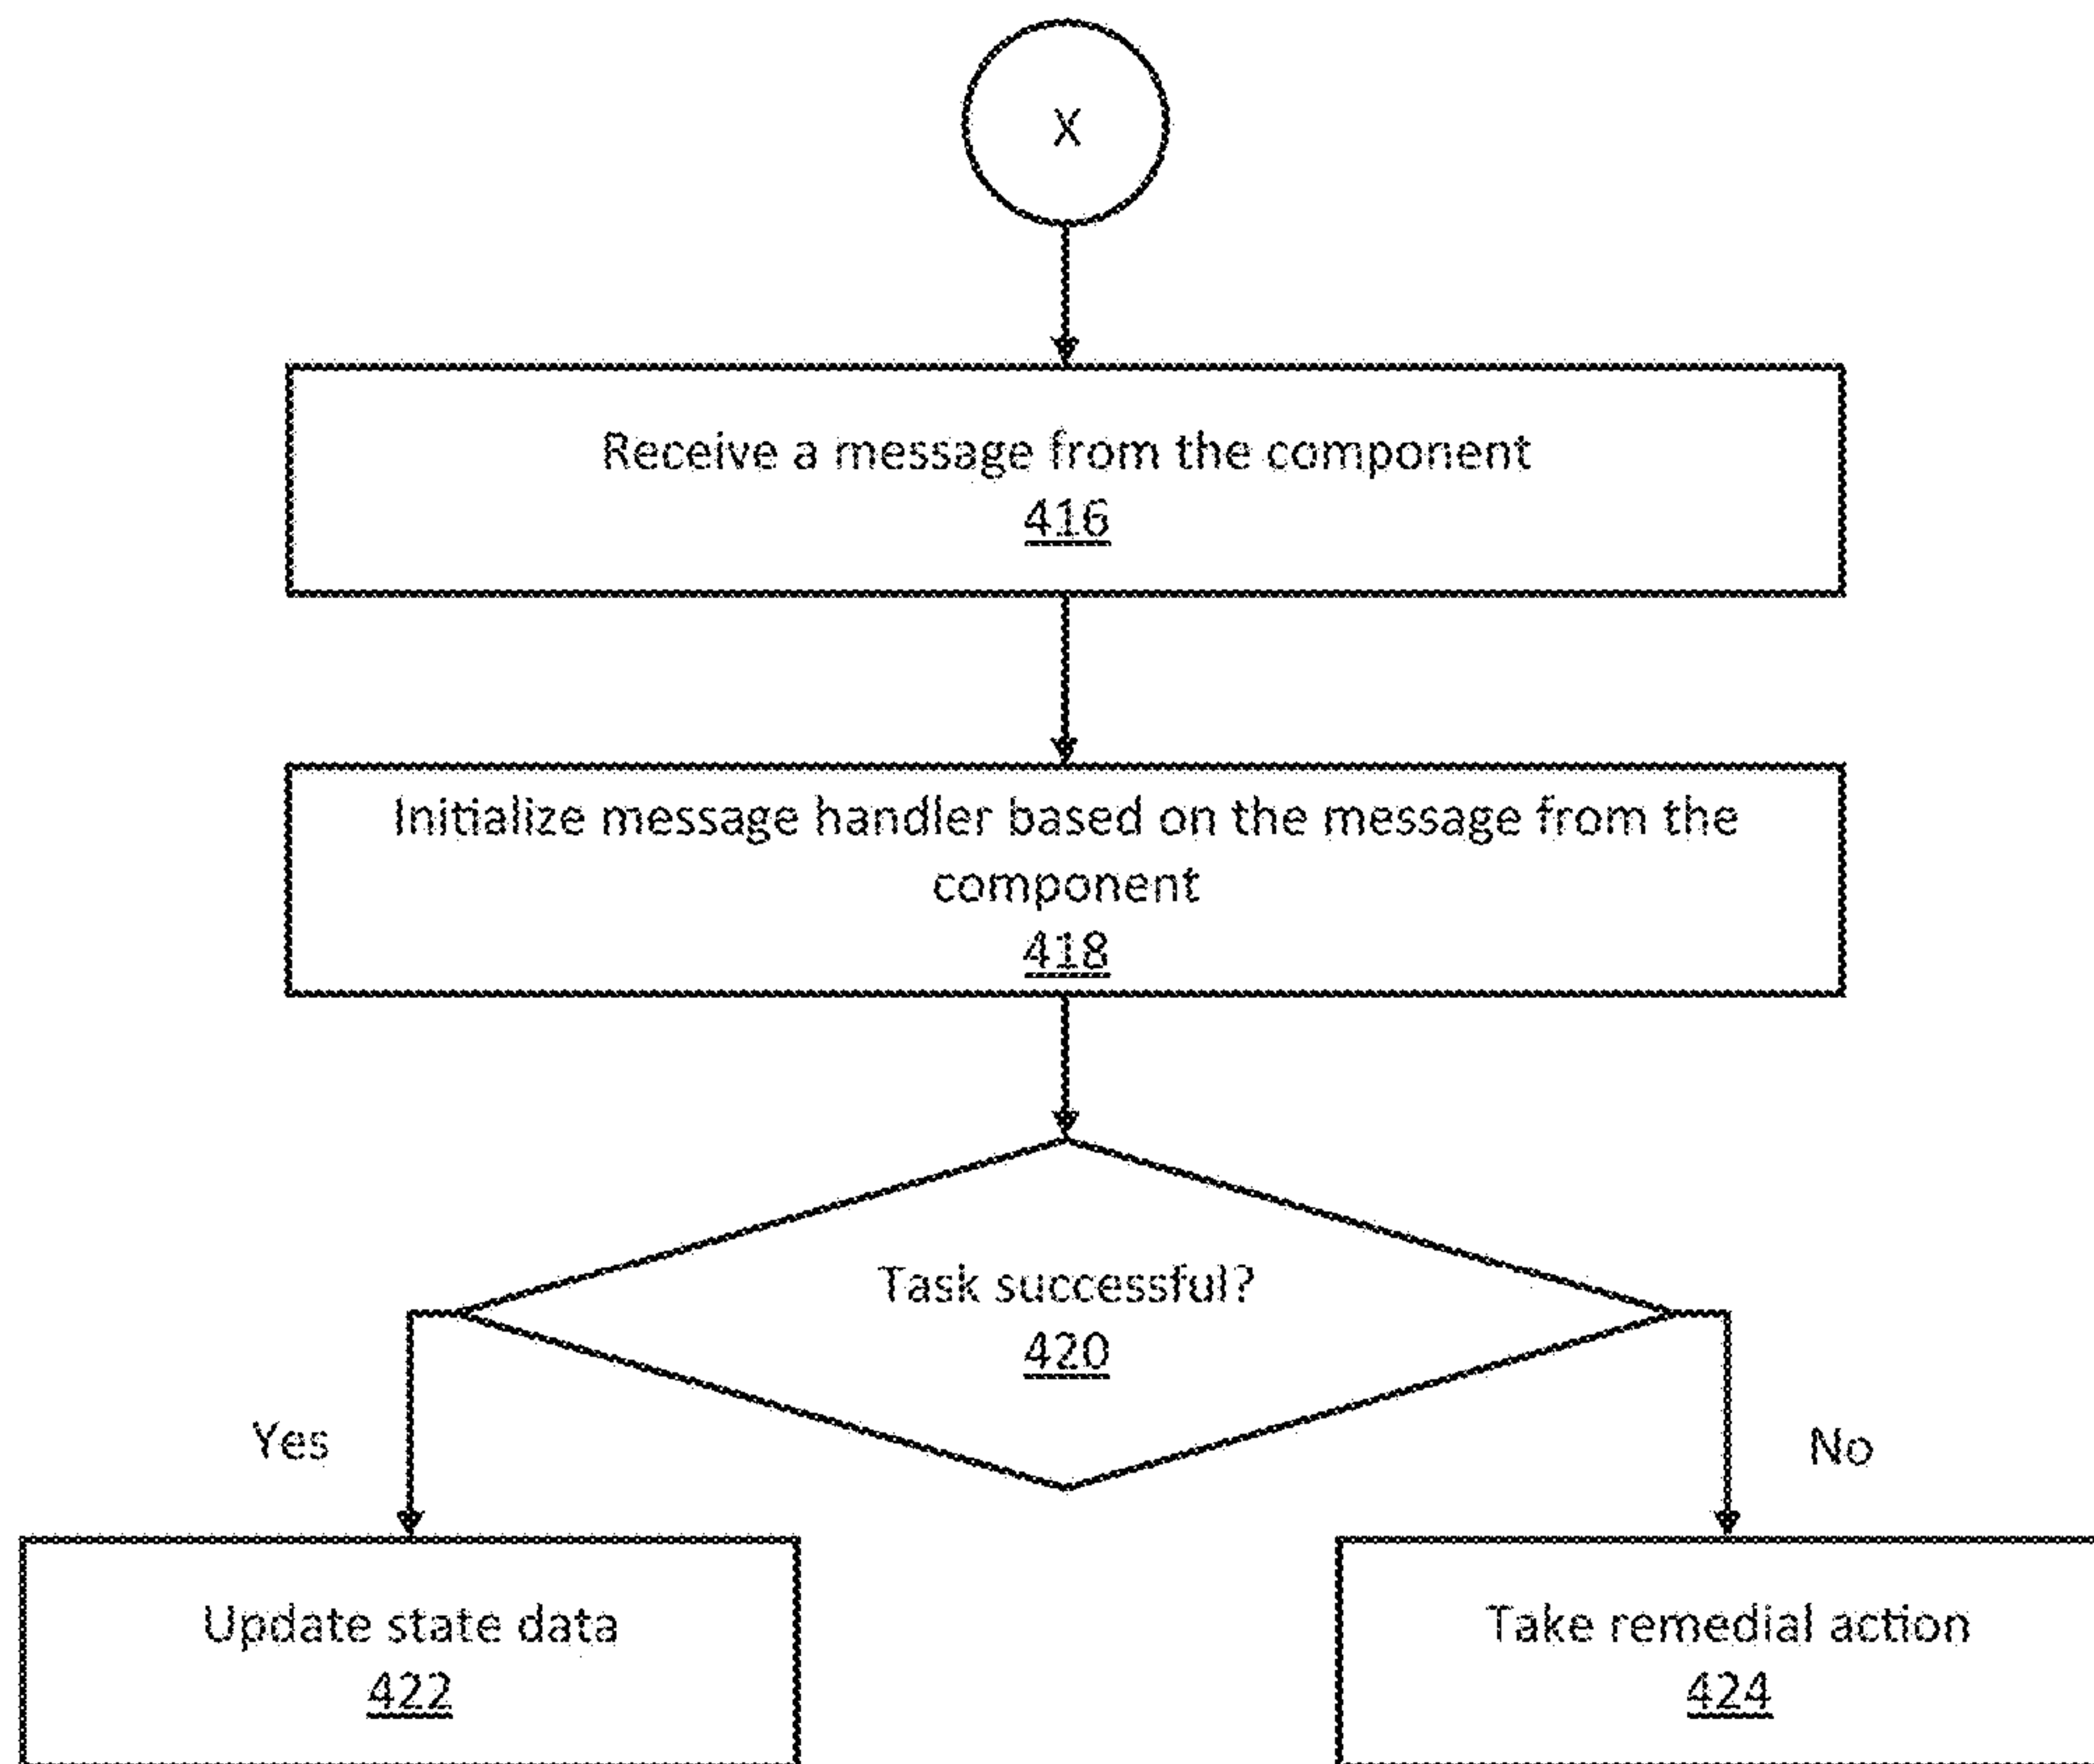 X
Receive a message from the component
416
Initialize message handler based on the message from the
component
418
Task successful?
420
Yes
No
Update state data
422
Take remedial action
424